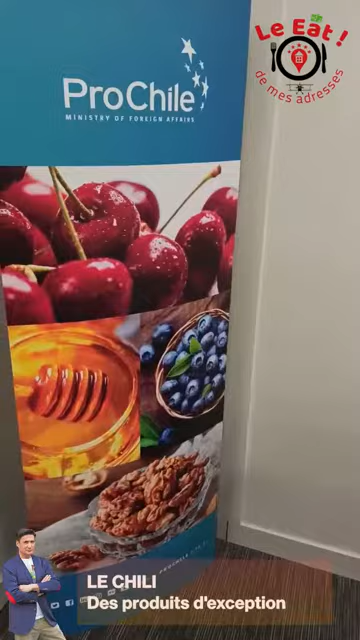 Le Eat !
de mes adresses
ProChile
MINISTRY OF FOREIGN AFFAIRS
LE CHILI
Des produits d'exception